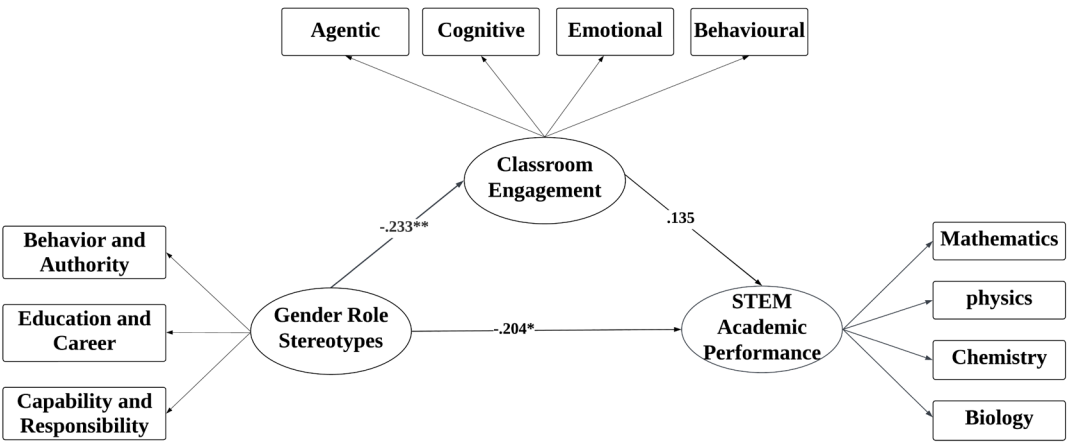 Agentic
Cognitive
Emotional
Behavioural
Classroom
Engagement
-.233**
.135
Behavior and
Authority
Education and
Career
Capability and
Responsibility
Gender Role
Stereotypes
-.204*
STEM
Academic
Performance
Mathematics
physics
Chemistry
Biology